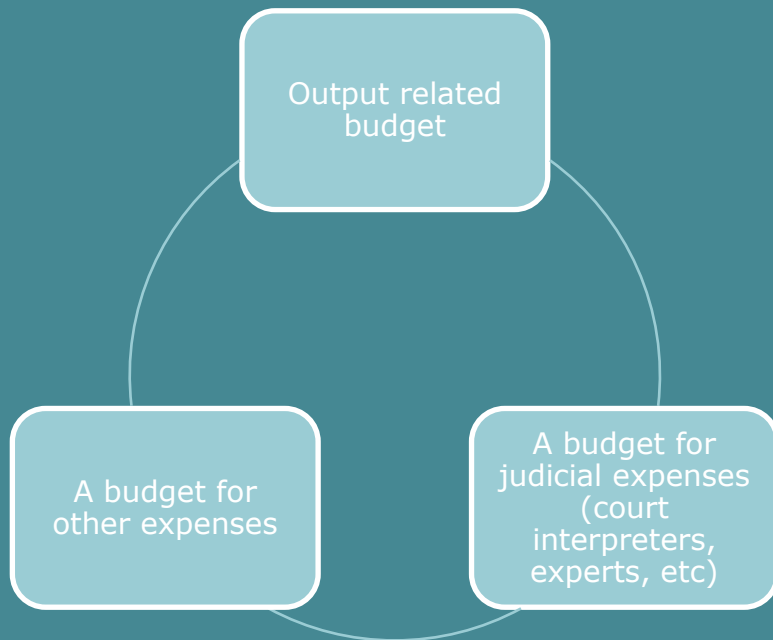 Output related
budget
A budget for
other expenses
A budget for
judicial expenses
(court
interpreters,
experts, etc)